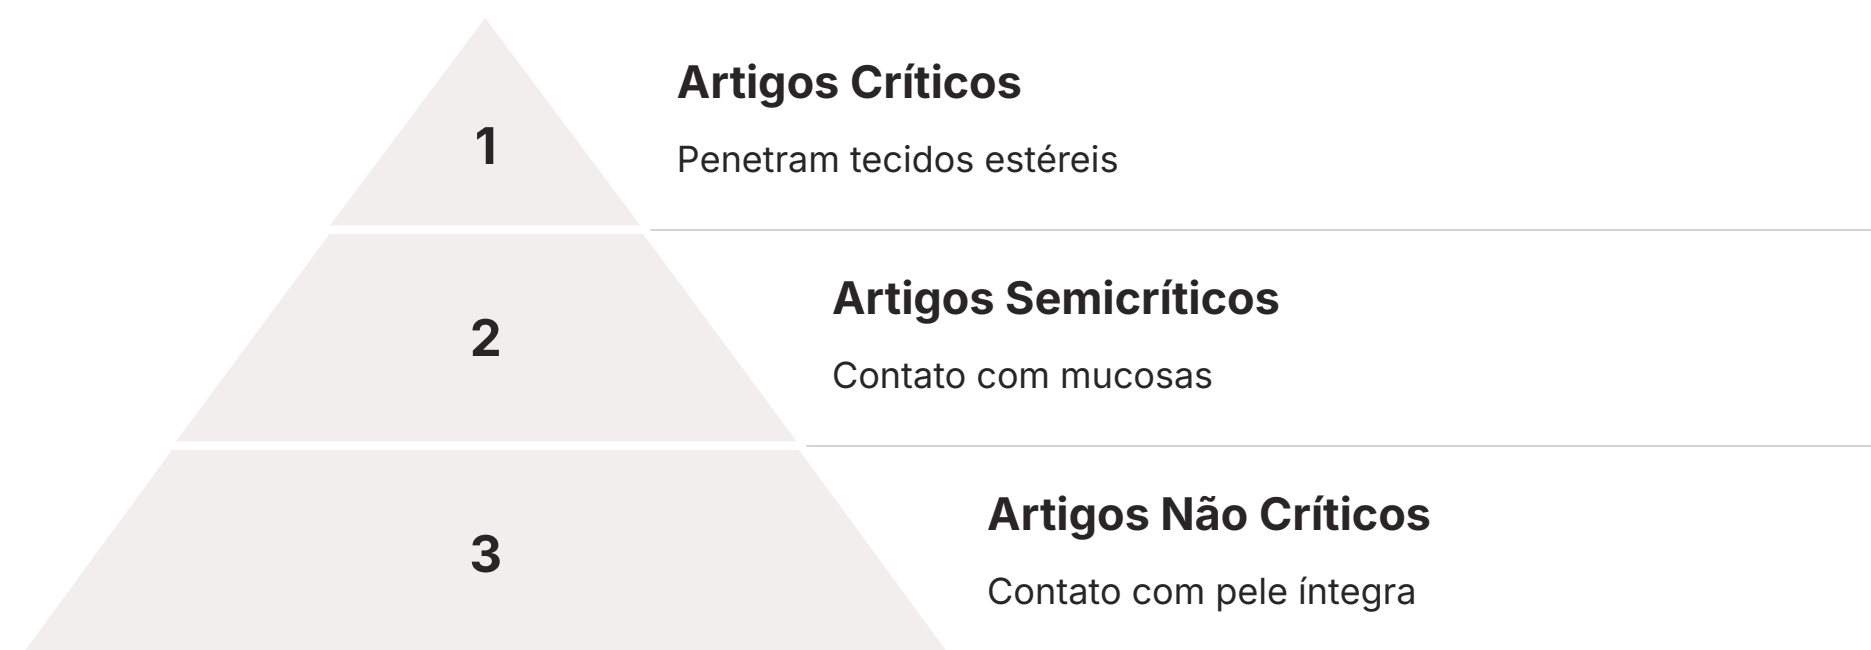 1
Artigos Críticos
Penetram tecidos estéreis
2
Artigos Semicríticos
Contato com mucosas
3
Artigos Não Críticos
Contato com pele íntegra